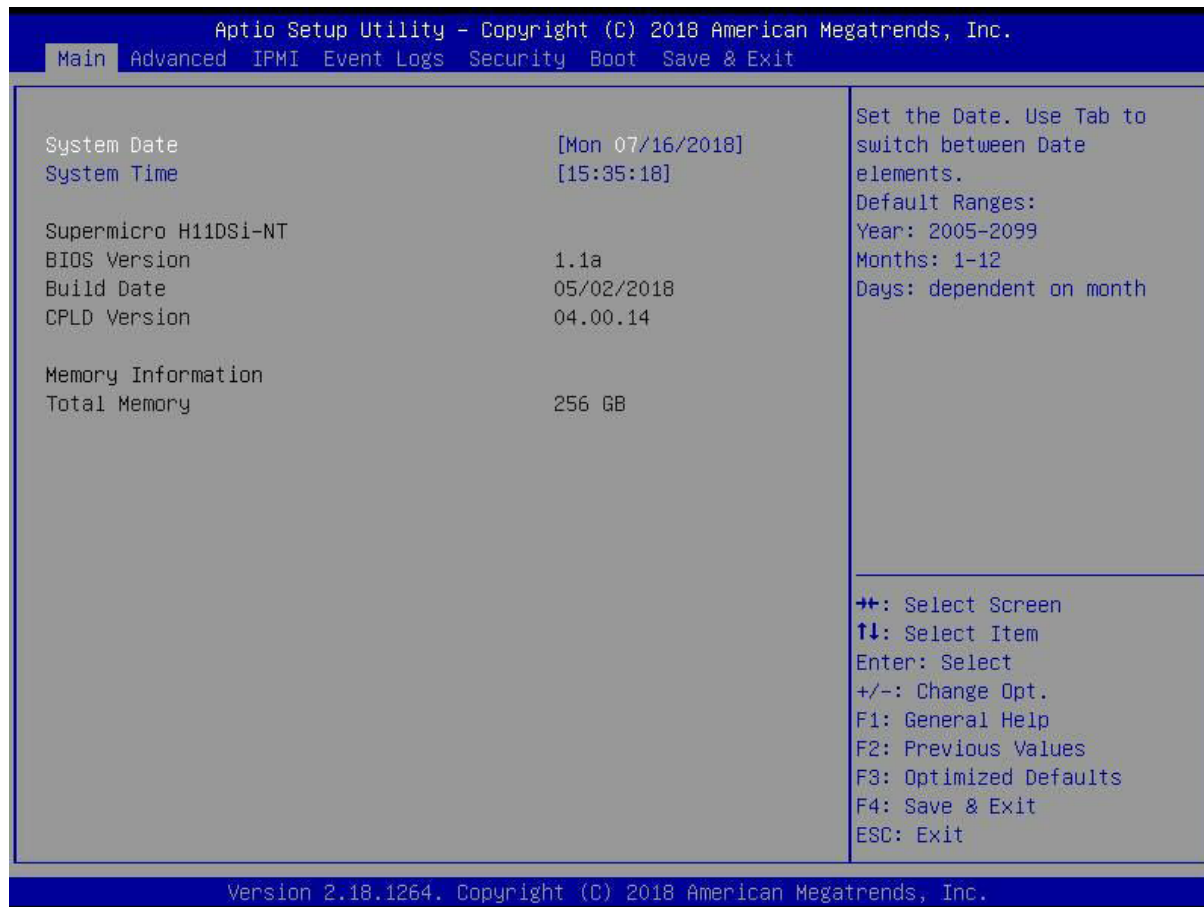 Aptio Setup Utility – Copyright (C) 2018 American Megatrends, Inc.
Main Advanced IPMI Event Logs Security Boot Save & Exit
System Date [Mon 07/16/2018]
System Time [15:35:18]
Supermicro H11DSi-NT
BIOS Version 1.1a
Build Date 05/02/2018
CPLD Version 04.00.14
Memory Information
Total Memory 256 GB
Set the Date. Use Tab to
switch between Date
elements.
Default Ranges:
Year: 2005-2099
Months: 1-12
Days: dependent on month
→←: Select Screen
↑↓: Select Item
Enter: Select
+/-: Change Opt.
F1: General Help
F2: Previous Values
F3: Optimized Defaults
F4: Save & Exit
ESC: Exit
Version 2.18.1264. Copyright (C) 2018 American Megatrends, Inc.